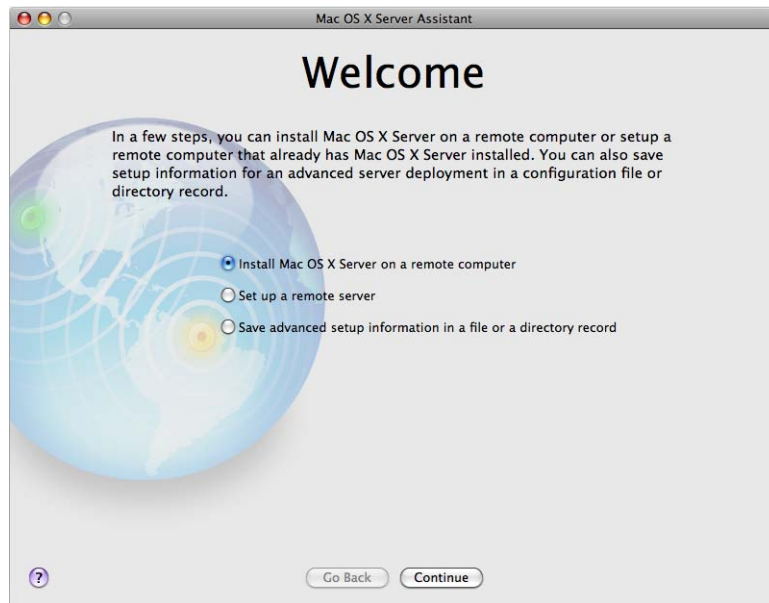 Mac OS X Server Assistant
Welcome
In a few steps, you can install Mac OS X Server on a remote computer or setup a
remote computer that already has Mac OS X Server installed. You can also save
setup information for an advanced server deployment in a configuration file or
directory record.
Install Mac OS X Server on a remote computer
Set up a remote server
Save advanced setup information in a file or a directory record
?
Go Back
Continue